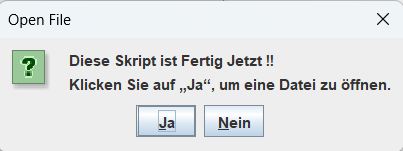 Open File
Diese Skript ist Fertig Jetzt !!
Klicken Sie auf „Ja“, um eine Datei zu öffnen.
Ja Nein